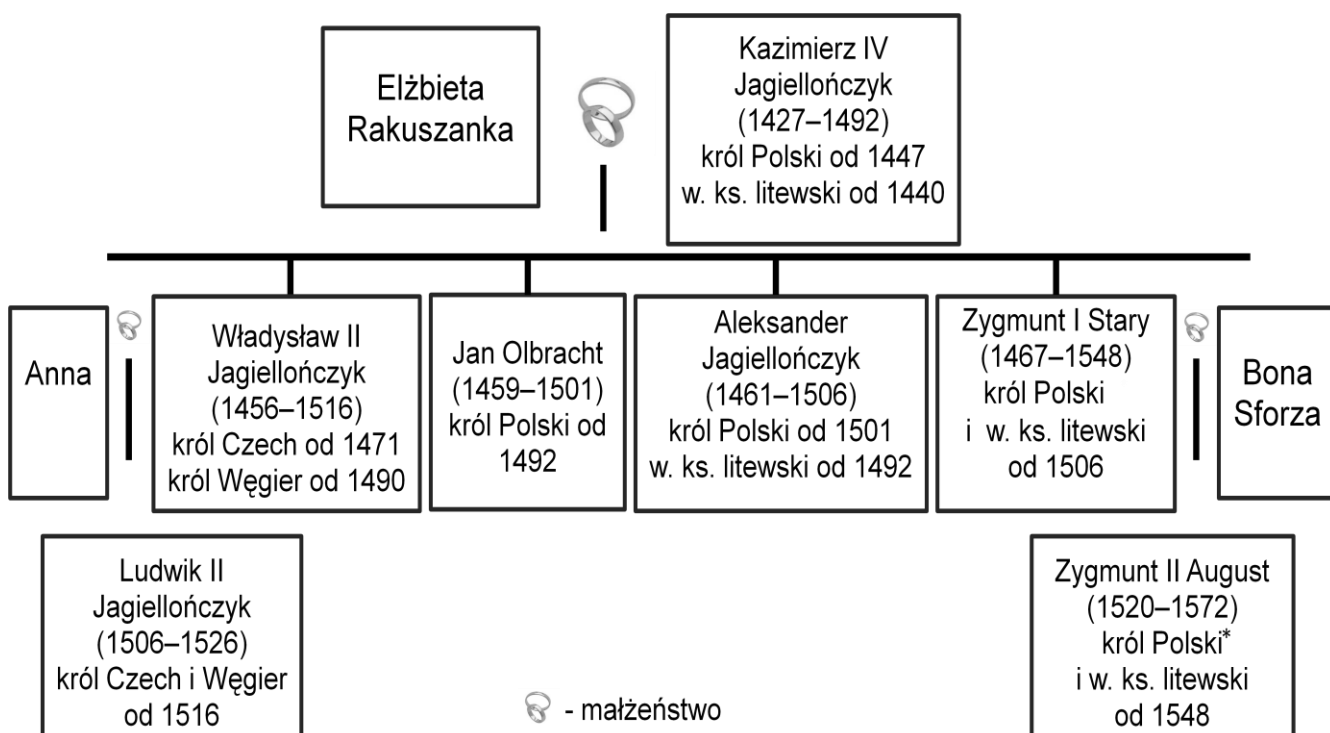 Elżbieta
Rakuszanka
Kazimierz IV
Jagiellończyk
(1427–1492)
król Polski od 1447
w. ks. litewski od 1440
Anna
Władysław II
Jagiellończyk
(1456–1516)
król Czech od 1471
król Węgier od 1490
Jan Olbracht
(1459–1501)
król Polski od
1492
Aleksander
Jagiellończyk
(1461–1506)
król Polski od 1501
w. ks. litewski od 1492
Zygmunt I Stary
(1467–1548)
król Polski
i w. ks. litewski
od 1506
Bona
Sforza
Ludwik II
Jagiellończyk
(1506–1526)
król Czech i Węgier
od 1516
- małżeństwo
Zygmunt II August
(1520–1572)
król Polski*
i w. ks. litewski
od 1548